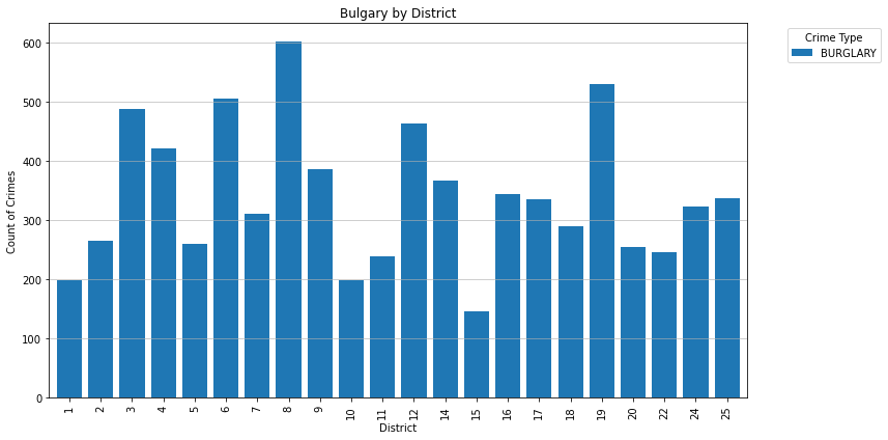 Bulgary by District
Crime Type
BURGLARY
600
500
400
300
200
100
0
Count of Crimes
1 2 3 4 5 6 7 8 9 10 11 12 14 15 16 17 18 19 20 22 24 25
District